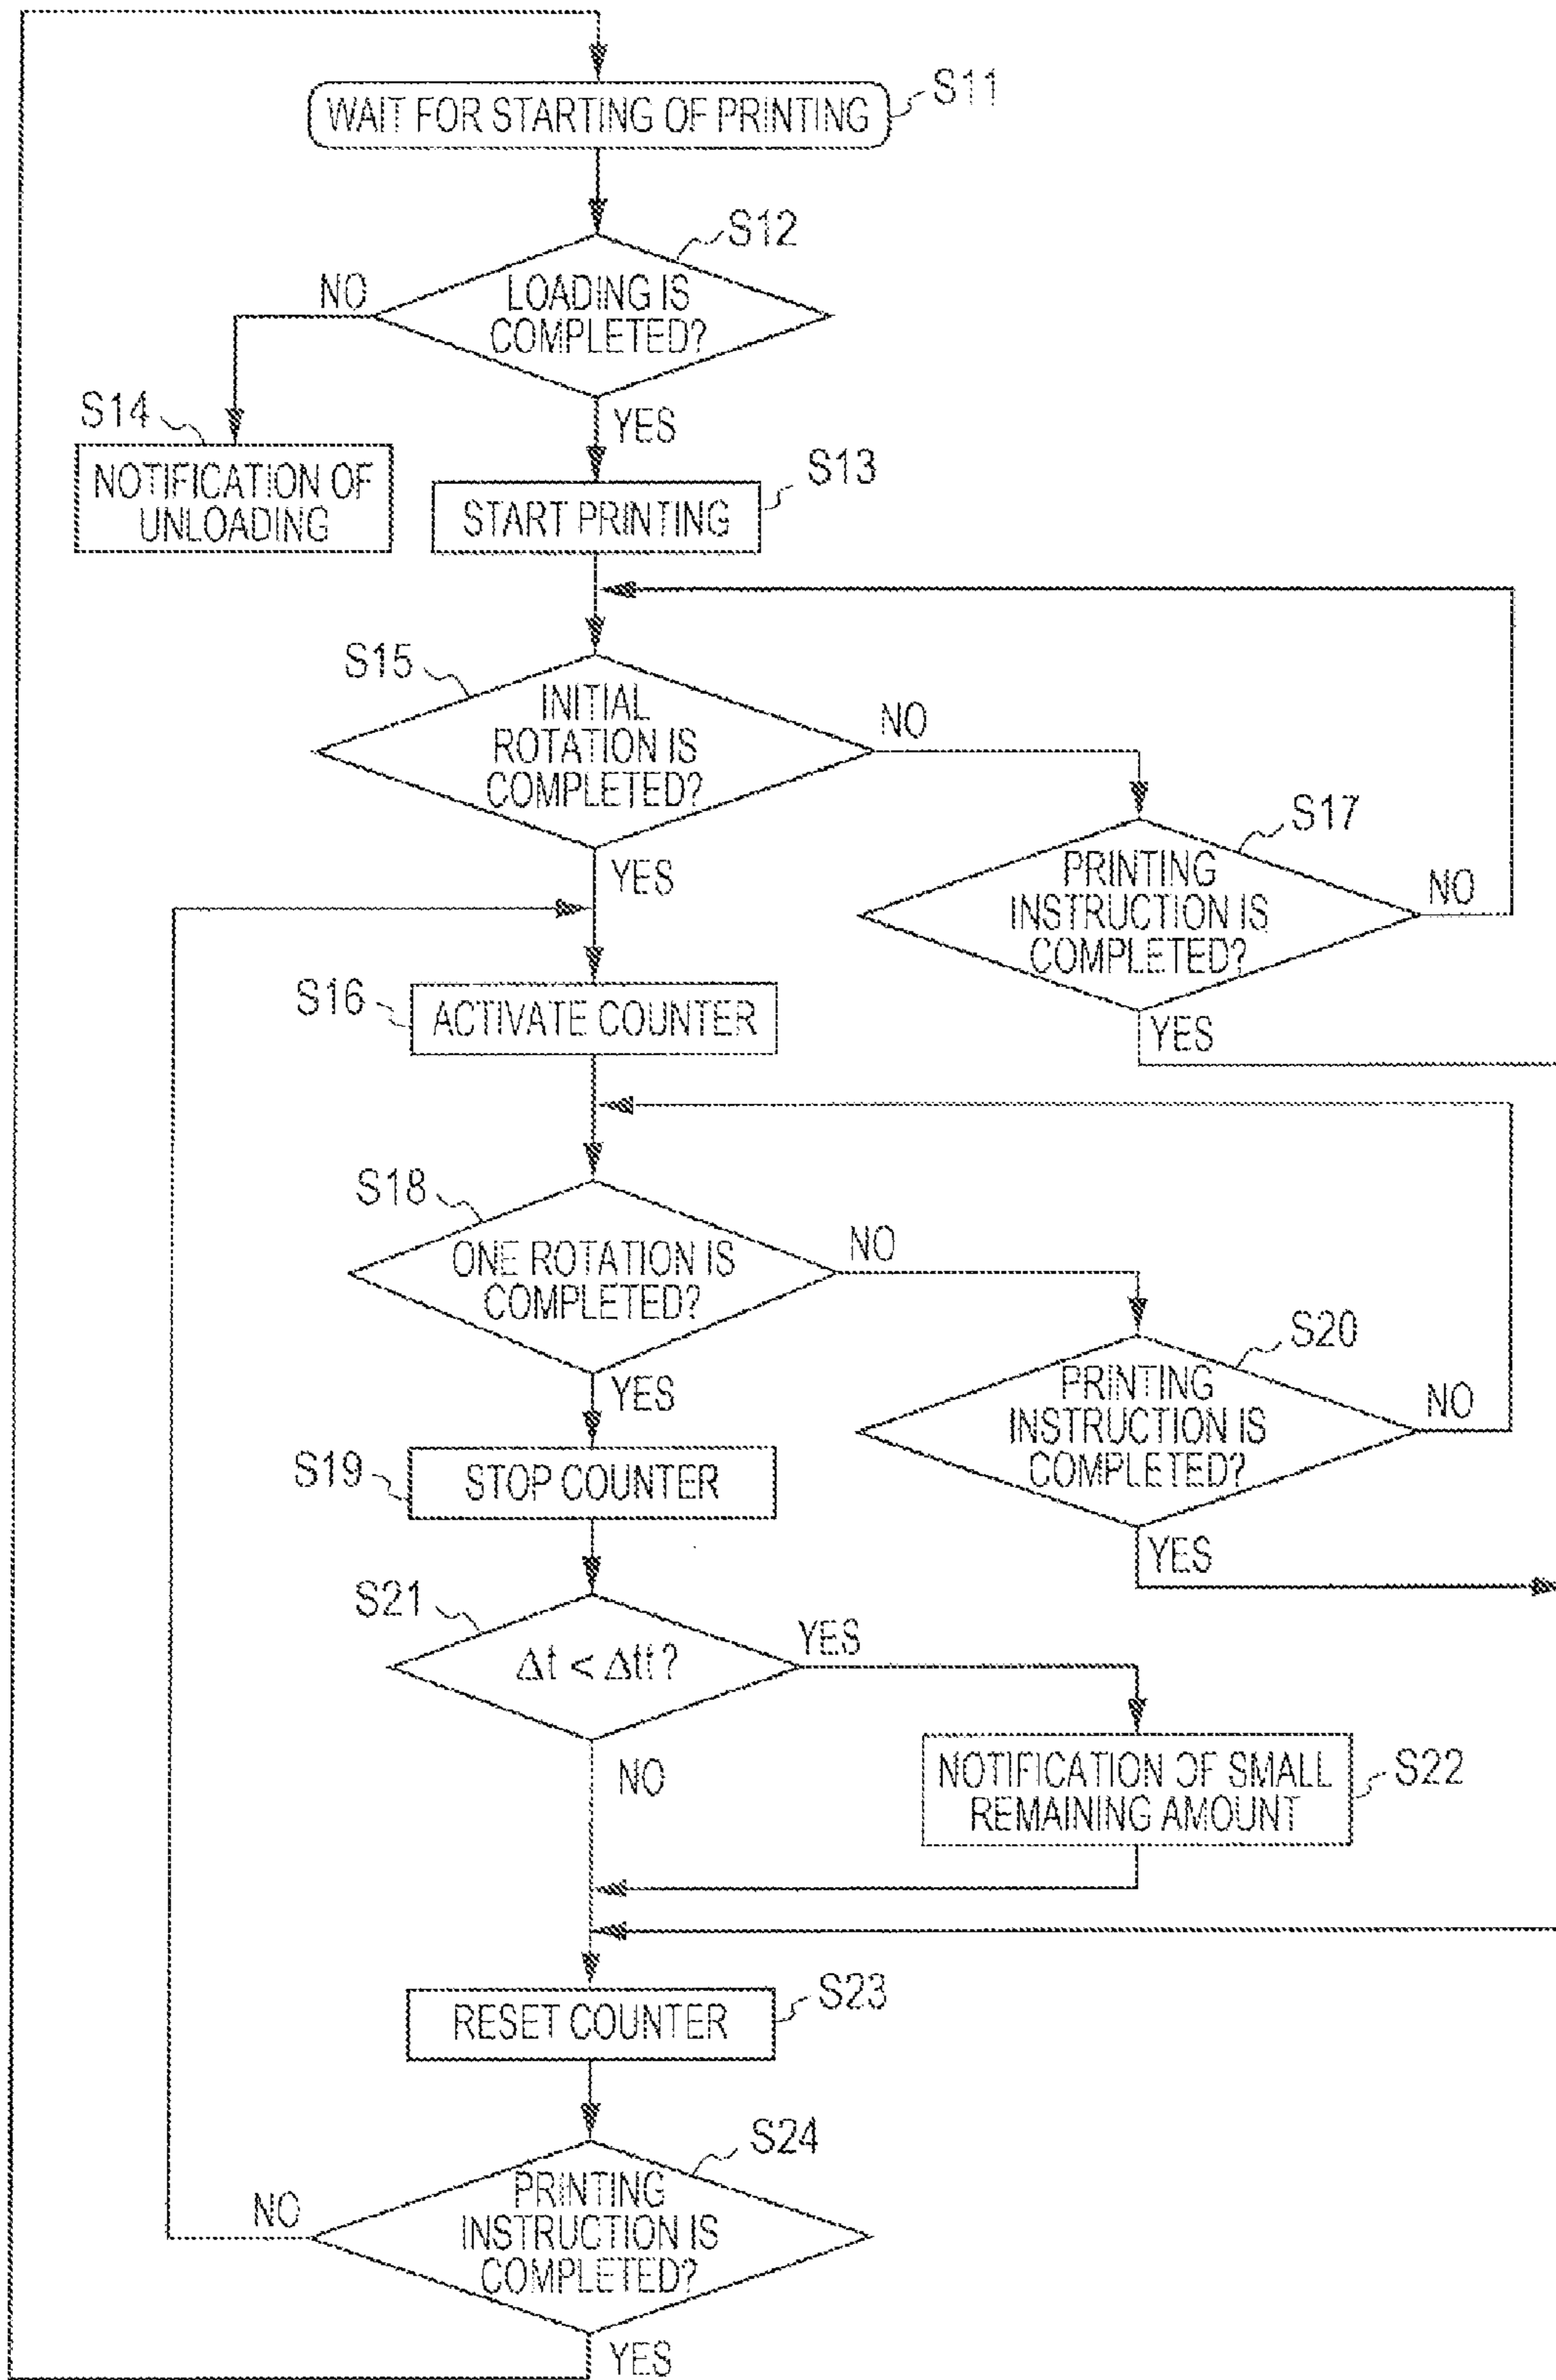 S11
WAIT FOR STARTING OF PRINTING
S12
LOADING IS
COMPLETED?
NO
YES
S14
NOTIFICATION OF
UNLOADING
S13
START PRINTING
S15
INITIAL
ROTATION IS
COMPLETED?
NO
YES
S17
PRINTING
INSTRUCTION IS
COMPLETED?
NO
YES
S16
ACTIVATE COUNTER
S18
ONE ROTATION IS
COMPLETED?
NO
YES
S20
PRINTING
INSTRUCTION IS
COMPLETED?
NO
YES
S19
STOP COUNTER
S21
Δt < Δtt?
YES
NO
NOTIFICATION OF SMALL
REMAINING AMOUNT
S22
S23
RESET COUNTER
S24
PRINTING
INSTRUCTION IS
COMPLETED?
NO
YES